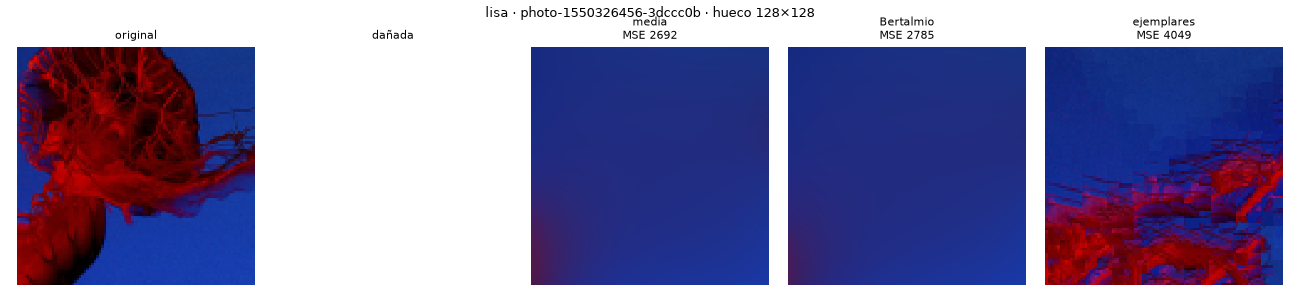 lisa · photo-1550326456-3dccc0b · hueco 128×128
original
dañada
media
MSE 2692
Bertalmio
MSE 2785
ejemplares
MSE 4049